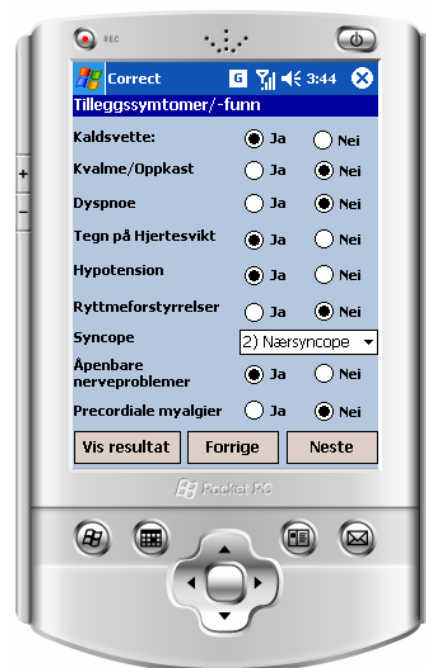 REC
Correct G 3:44
Tilleggssymtomer/-funn
Kaldsvette: Ja Nei
Kvalme/Oppkast Ja Nei
Dyspnoe Ja Nei
Tegn på Hjertesvikt Ja Nei
Hypotension Ja Nei
Ryttmeforstyrrelser Ja Nei
Syncope 2) Nærsyncope
Åpenbare
nerveproblemer Ja Nei
Precordiale myalgier Ja Nei
Vis resultat Forrige Neste
Pocket PC
+
-